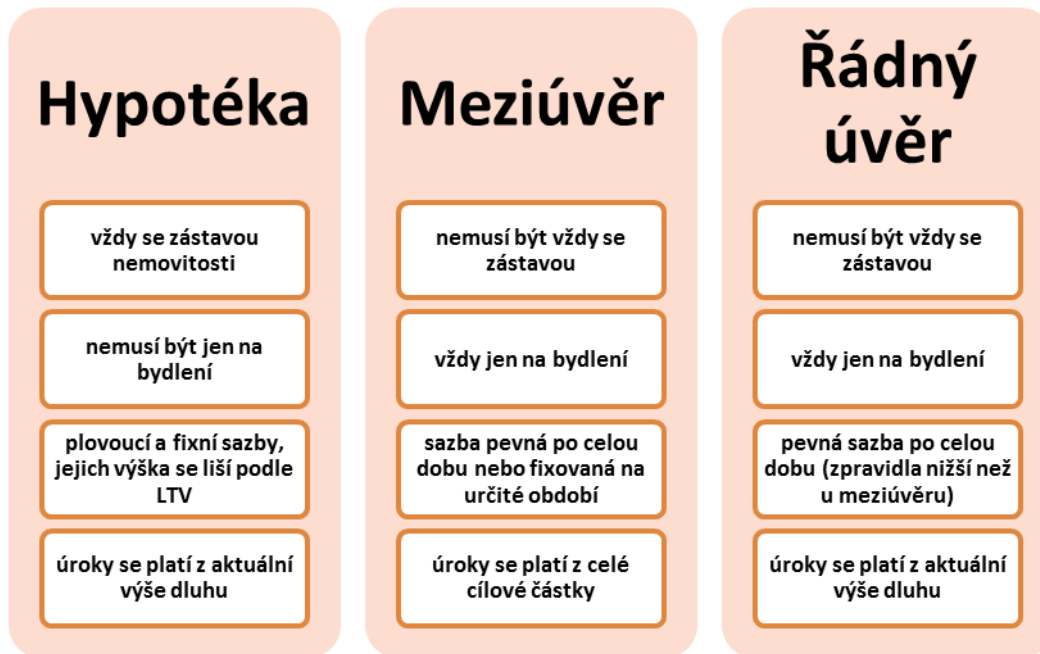 Hypotéka
vždy se zástavou
nemovitosti
nemusí být jen na
bydlení
plovoucí a fixní sazby,
jejich výška se liší podle
LTV
úroky se platí z aktuální
výše dluhu
Meziúvěr
nemusí být vždy se
zástavou
vždy jen na bydlení
sazba pevná po celou
dobu nebo fixovaná na
určité období
úroky se platí z celé
cílové částky
Řádný
úvěr
nemusí být vždy se
zástavou
vždy jen na bydlení
pevná sazba po celou
dobu (zpravidla nižší než
u meziúvěru)
úroky se platí z aktuální
výše dluhu